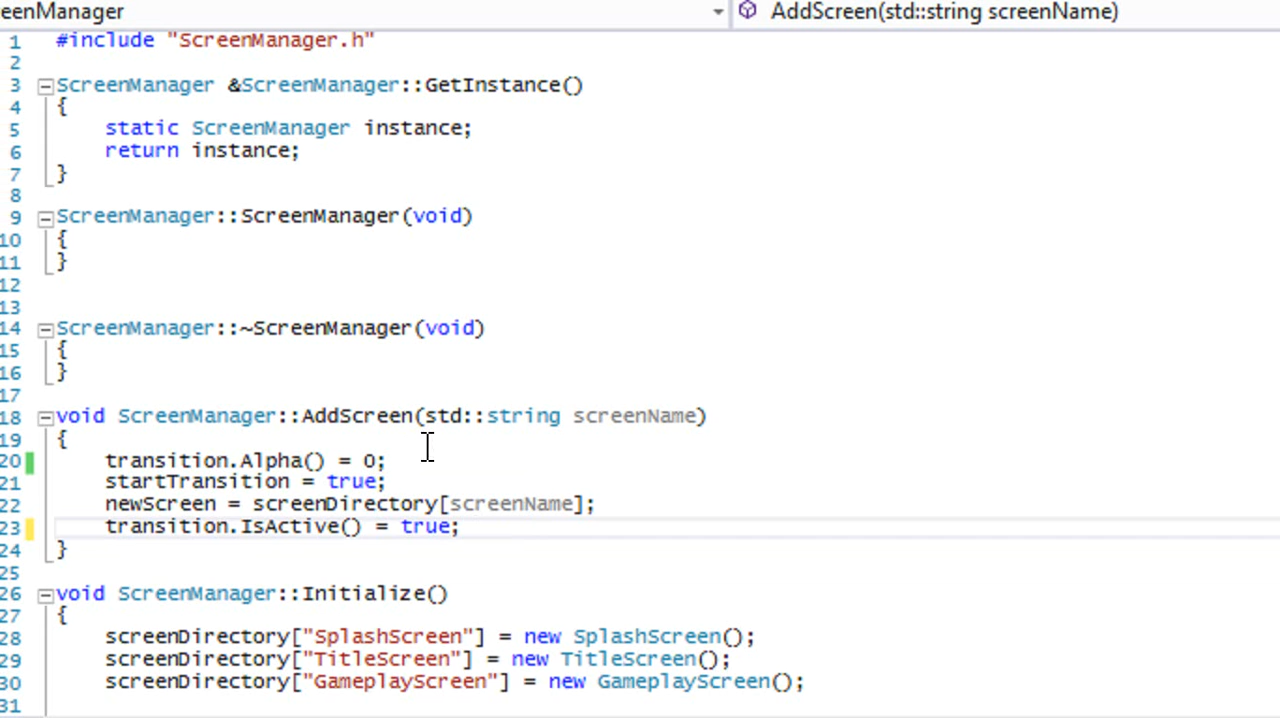 eenManager AddScreen(std::string screenName)
1 #include "ScreenManager.h"
2
3 ScreenManager &ScreenManager::GetInstance()
4 {
5 static ScreenManager instance;
6 return instance;
7 }
8
9 ScreenManager::ScreenManager(void)
10 {
11 }
12
13
14 ScreenManager::~ScreenManager(void)
15 {
16 }
17
18 void ScreenManager::AddScreen(std::string screenName)
19 {
20 transition.Alpha() = 0;
21 startTransition = true;
22 newScreen = screenDirectory[screenName];
23 transition.IsActive() = true;
24 }
25
26 void ScreenManager::Initialize()
27 {
28 screenDirectory["SplashScreen"] = new SplashScreen();
29 screenDirectory["TitleScreen"] = new TitleScreen();
30 screenDirectory["GameplayScreen"] = new GameplayScreen();
31